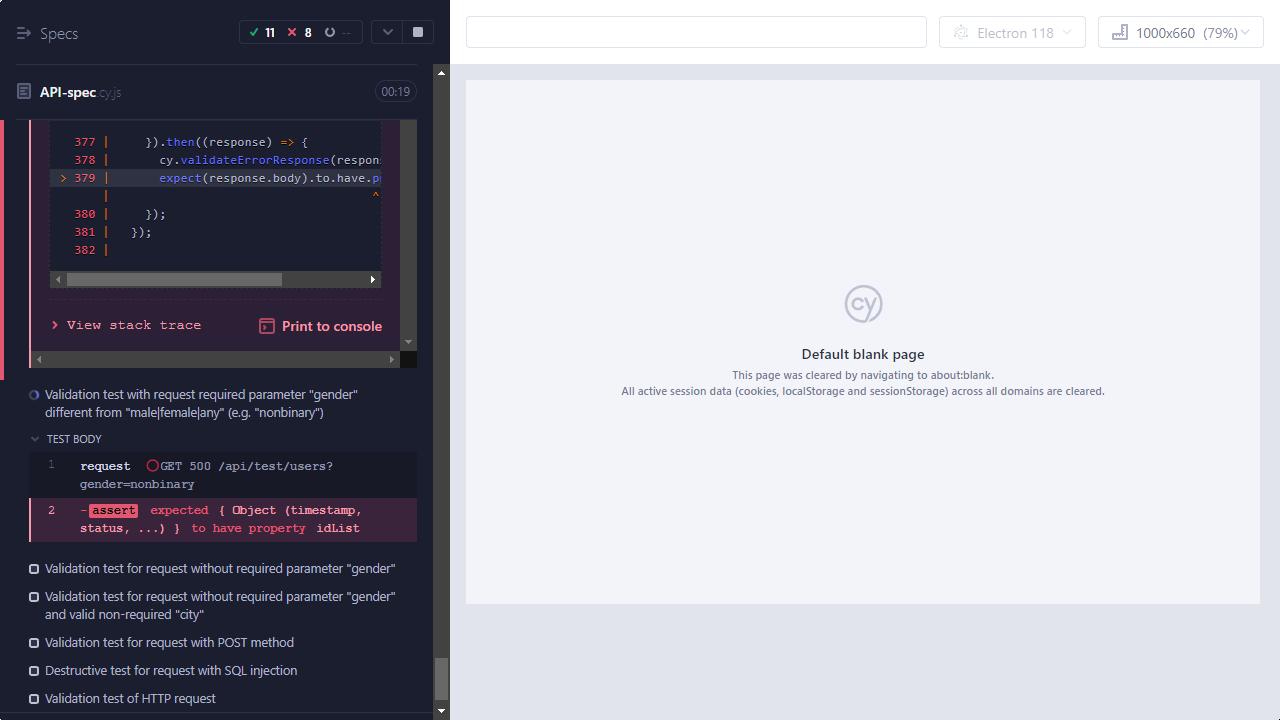 Specs
11
8
--
Electron 118
1000x660 (79%)
API-spec.cy.js
00:19
377 | }).then((response) => {
378 | cy.validateErrorResponse(respon
> 379 | expect(response.body).to.have.p
| ^
380 | });
381 | });
382 |
View stack trace
Print to console
Validation test with request required parameter "gender"
different from "male|female|any" (e.g. "nonbinary")
TEST BODY
1 request GET 500 /api/test/users?
gender=nonbinary
2 -assert expected { Object (timestamp,
status, ...) } to have property idList
Validation test for request without required parameter "gender"
Validation test for request without required parameter "gender"
and valid non-required "city"
Validation test for request with POST method
Destructive test for request with SQL injection
Validation test of HTTP request
cy
Default blank page
This page was cleared by navigating to about:blank.
All active session data (cookies, localStorage and sessionStorage) across all domains are cleared.